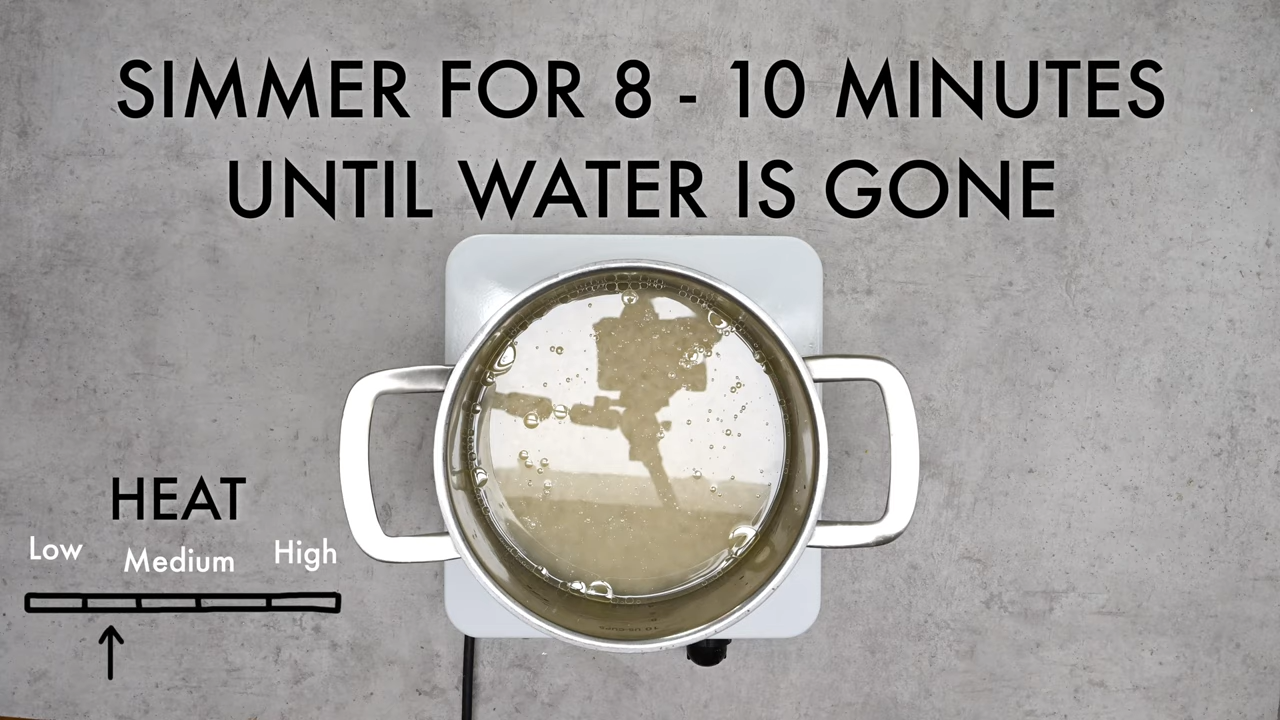 SIMMER FOR 8 - 10 MINUTES
UNTIL WATER IS GONE
HEAT
Low Medium High